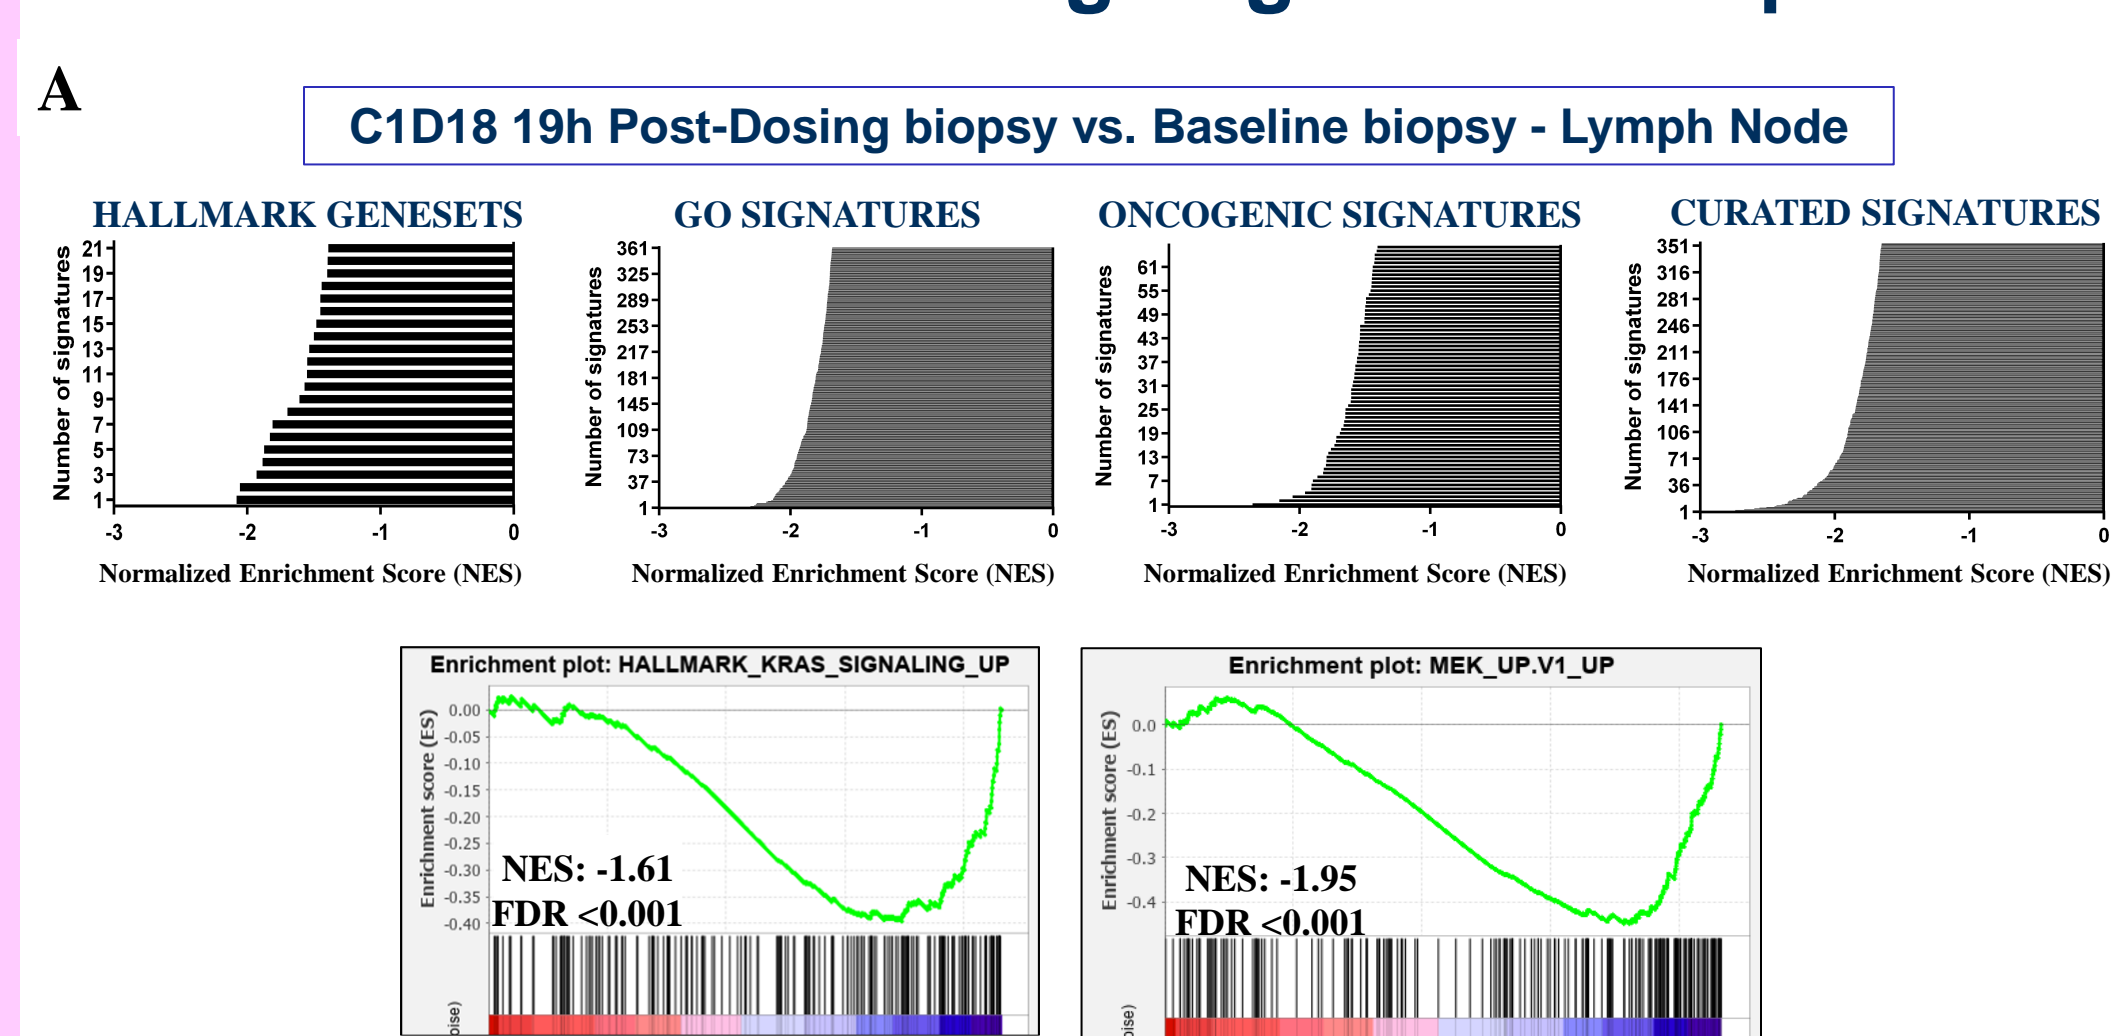 A
C1D18 19h Post-Dosing biopsy vs. Baseline biopsy - Lymph Node
HALLMARK GENESETS
Number of signatures
21
19
17
15
13
11
9
7
5
3
1
-3 -2 -1 0
Normalized Enrichment Score (NES)
GO SIGNATURES
Number of signatures
361
325
289
253
217
181
145
109
73
37
1
-3 -2 -1 0
Normalized Enrichment Score (NES)
ONCOGENIC SIGNATURES
Number of signatures
61
55
49
43
37
31
25
19
13
7
1
-3 -2 -1 0
Normalized Enrichment Score (NES)
CURATED SIGNATURES
Number of signatures
351
316
281
246
211
176
141
106
71
36
1
-3 -2 -1 0
Normalized Enrichment Score (NES)
Enrichment plot: HALLMARK_KRAS_SIGNALING_UP
Enrichment score (ES)
0.00
-0.05
-0.10
-0.15
-0.20
-0.25
-0.30
-0.35
-0.40
NES: -1.61
FDR <0.001
Enrichment plot: MEK_UP.V1_UP
Enrichment score (ES)
0.0
-0.1
-0.2
-0.3
-0.4
NES: -1.95
FDR <0.001